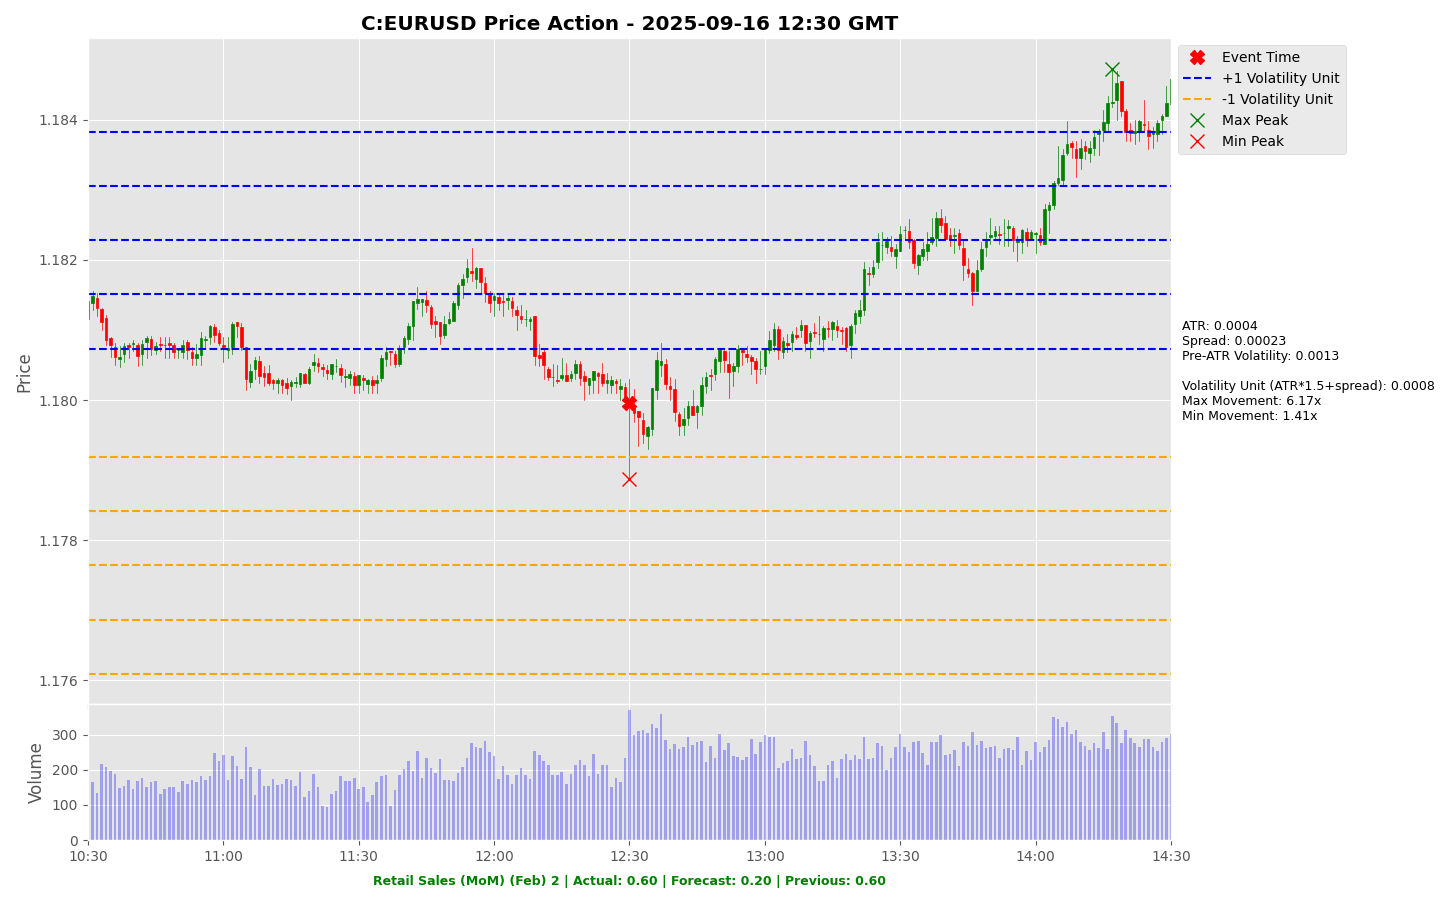 C:EURUSD Price Action - 2025-09-16 12:30 GMT
Event Time
+1 Volatility Unit
-1 Volatility Unit
Max Peak
Min Peak
1.184
1.182
1.180
1.178
1.176
Price
ATR: 0.0004
Spread: 0.00023
Pre-ATR Volatility: 0.0013
Volatility Unit (ATR*1.5+spread): 0.0008
Max Movement: 6.17x
Min Movement: 1.41x
300
200
100
0
Volume
10:30 11:00 11:30 12:00 12:30 13:00 13:30 14:00 14:30
Retail Sales (MoM) (Feb) 2 | Actual: 0.60 | Forecast: 0.20 | Previous: 0.60